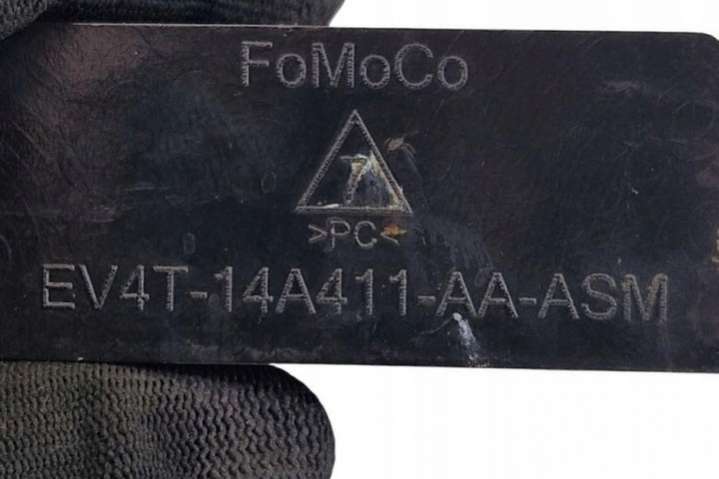 FoMoCo
7
>PC<
EV4T-14A411-AA-ASM